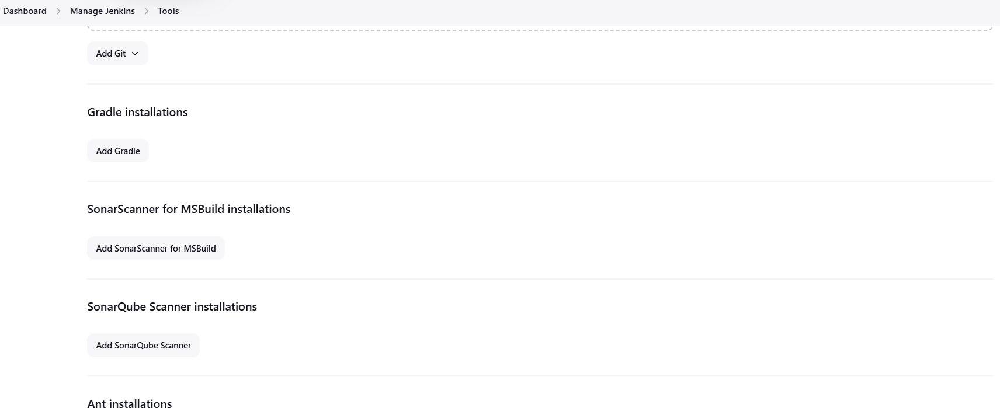 Dashboard > Manage Jenkins > Tools
Add Git
Gradle installations
Add Gradle
SonarScanner for MSBuild installations
Add SonarScanner for MSBuild
SonarQube Scanner installations
Add SonarQube Scanner
Ant installations